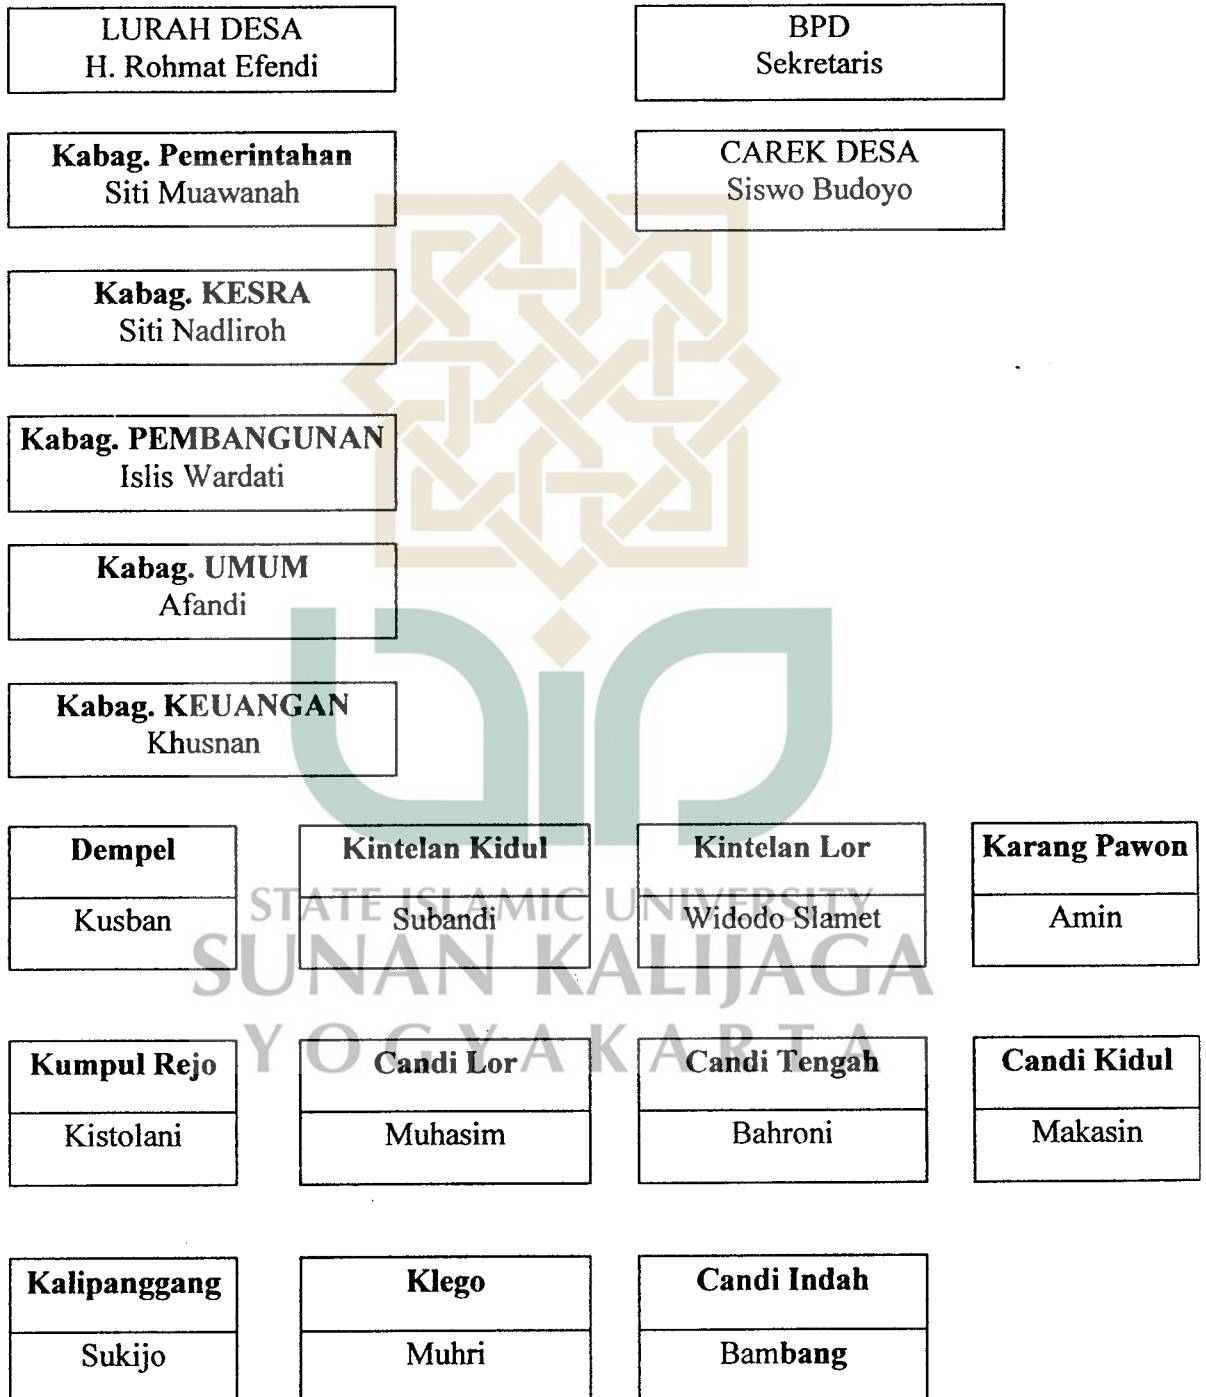 LURAH DESA
H. Rohmat Efendi
BPD
Sekretaris
Kabag. Pemerintahan
Siti Muawanah
CAREK DESA
Siswo Budoyo
Kabag. KESRA
Siti Nadliroh
Kabag. PEMBANGUNAN
Islis Wardati
Kabag. UMUM
Afandi
Kabag. KEUANGAN
Khusnan
Dempel
Kusban
Kintelan Kidul
Subandi
Kintelan Lor
Widodo Slamet
Karang Pawon
Amin
STATE ISLAMIC UNIVERSITY
SUNAN KALIJAGA
YOGYAKARTA
Kumpul Rejo
Kistolani
Candi Lor
Muhasim
Candi Tengah
Bahroni
Candi Kidul
Makasin
Kalipanggang
Sukijo
Klego
Muhri
Candi Indah
Bambang